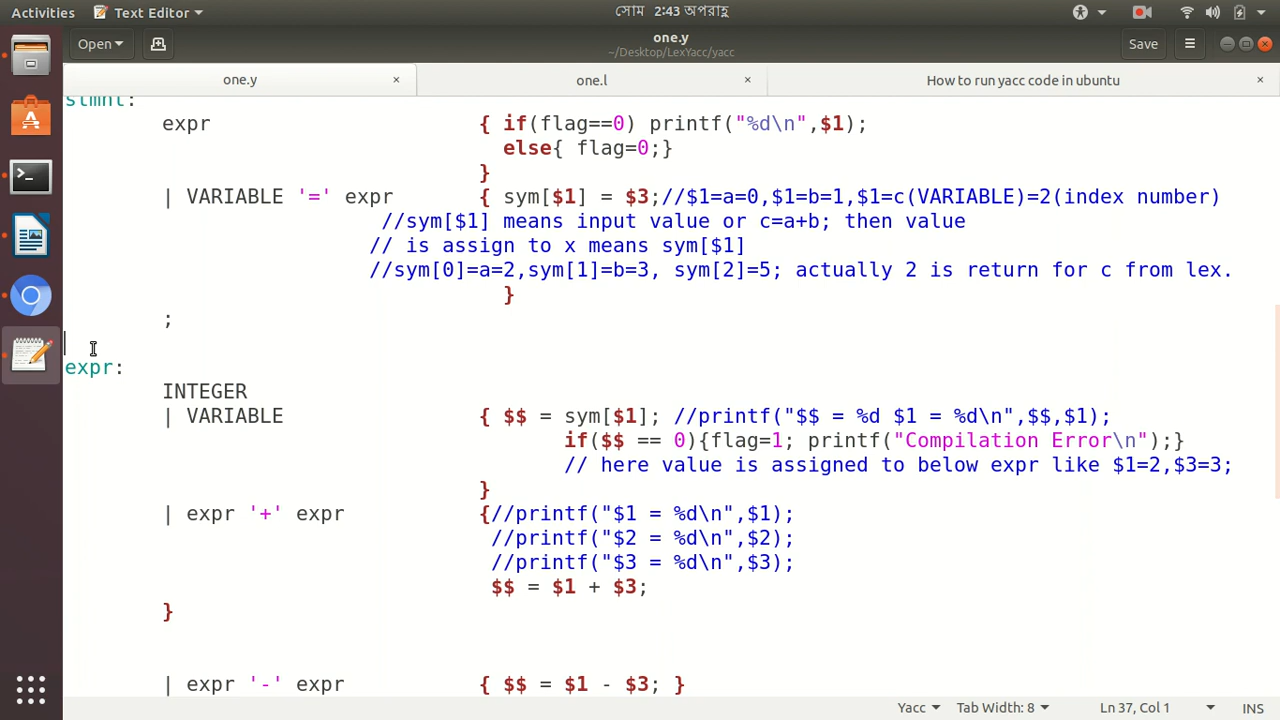 Activities Text Editor সোম 2:43 অপরাহ্ণ
Open one.y Save
~/Desktop/LexYacc/yacc
one.y × one.l × How to run yacc code in ubuntu ×
stmnt:
expr { if(flag==0) printf("%d\n",$1);
else{ flag=0;}
}
| VARIABLE '=' expr { sym[$1] = $3;//$1=a=0,$1=b=1,$1=c(VARIABLE)=2(index number)
//sym[$1] means input value or c=a+b; then value
// is assign to x means sym[$1]
//sym[0]=a=2,sym[1]=b=3, sym[2]=5; actually 2 is return for c from lex.
}
;
expr:
INTEGER
| VARIABLE { $$ = sym[$1]; //printf("$$ = %d $1 = %d\n",$$,$1);
if($$ == 0){flag=1; printf("Compilation Error\n");}
// here value is assigned to below expr like $1=2,$3=3;
}
| expr '+' expr {//printf("$1 = %d\n",$1);
//printf("$2 = %d\n",$2);
//printf("$3 = %d\n",$3);
$$ = $1 + $3;
}
| expr '-' expr { $$ = $1 - $3; }
Yacc Tab Width: 8 Ln 37, Col 1 INS